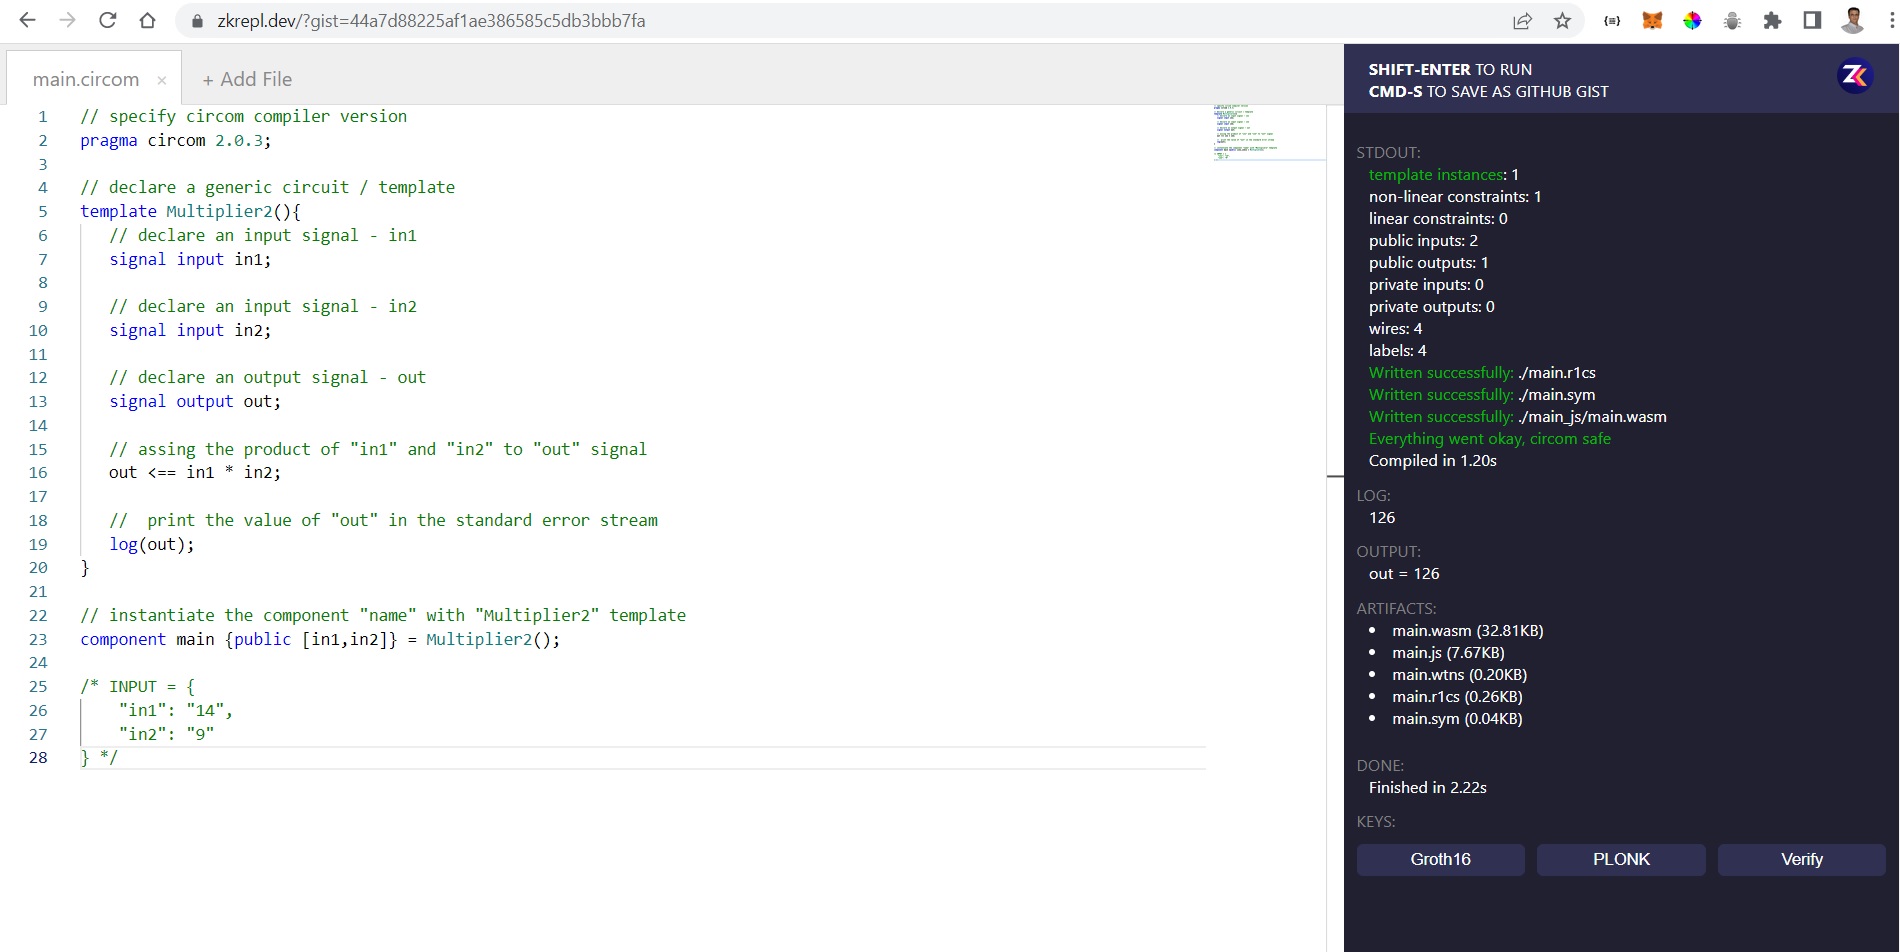 zkrepl.dev/?gist=44a7d88225af1ae386585c5db3bbb7fa
main.circom × + Add File
1 // specify circom compiler version
2 pragma circom 2.0.3;
3
4 // declare a generic circuit / template
5 template Multiplier2(){
6 // declare an input signal - in1
7 signal input in1;
8
9 // declare an input signal - in2
10 signal input in2;
11
12 // declare an output signal - out
13 signal output out;
14
15 // assing the product of "in1" and "in2" to "out" signal
16 out <== in1 * in2;
17
18 //  print the value of "out" in the standard error stream
19 log(out);
20 }
21
22 // instantiate the component "name" with "Multiplier2" template
23 component main {public [in1,in2]} = Multiplier2();
24
25 /* INPUT = {
26 "in1": "14",
27 "in2": "9"
28 } */
SHIFT-ENTER TO RUN
CMD-S TO SAVE AS GITHUB GIST
STDOUT:
template instances: 1
non-linear constraints: 1
linear constraints: 0
public inputs: 2
public outputs: 1
private inputs: 0
private outputs: 0
wires: 4
labels: 4
Written successfully: ./main.r1cs
Written successfully: ./main.sym
Written successfully: ./main_js/main.wasm
Everything went okay, circom safe
Compiled in 1.20s
LOG:
126
OUTPUT:
out = 126
ARTIFACTS:
• main.wasm (32.81KB)
• main.js (7.67KB)
• main.wtns (0.20KB)
• main.r1cs (0.26KB)
• main.sym (0.04KB)
DONE:
Finished in 2.22s
KEYS:
Groth16 PLONK Verify